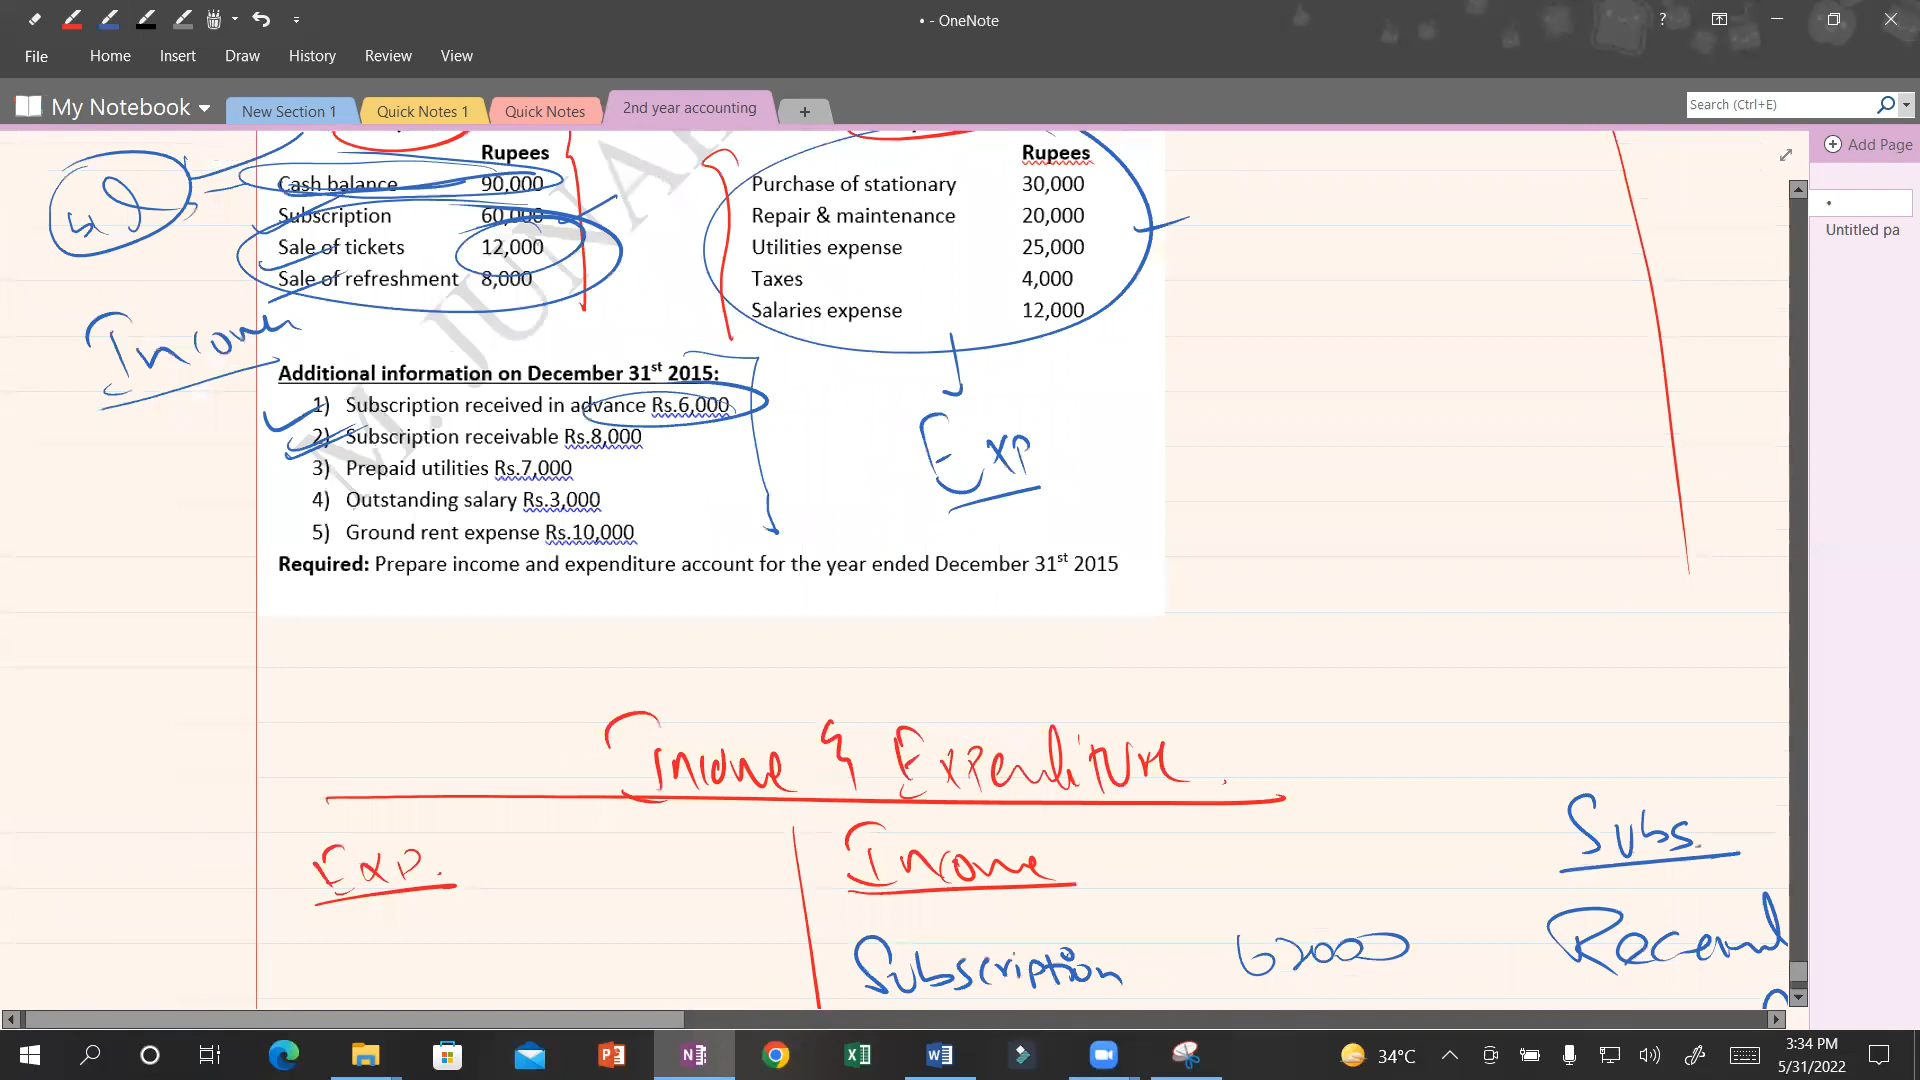 • - OneNote
?
File Home Insert Draw History Review View
My Notebook New Section 1 Quick Notes 1 Quick Notes 2nd year accounting +
Search (Ctrl+E)
Add Page
•
Untitled pa
Rupees
Cash balance 90,000
Subscription 60,000
Sale of tickets 12,000
Sale of refreshment 8,000
Rupees
Purchase of stationary 30,000
Repair & maintenance 20,000
Utilities expense 25,000
Taxes 4,000
Salaries expense 12,000
M. JUNA
Income
Exp
Additional information on December 31st 2015:
1) Subscription received in advance Rs.6,000
2) Subscription receivable Rs.8,000
3) Prepaid utilities Rs.7,000
4) Outstanding salary Rs.3,000
5) Ground rent expense Rs.10,000
Required: Prepare income and expenditure account for the year ended December 31st 2015
Income & Expenditure
Exp. Income
Subscription 62000
Subs.
34°C
3:34 PM
5/31/2022